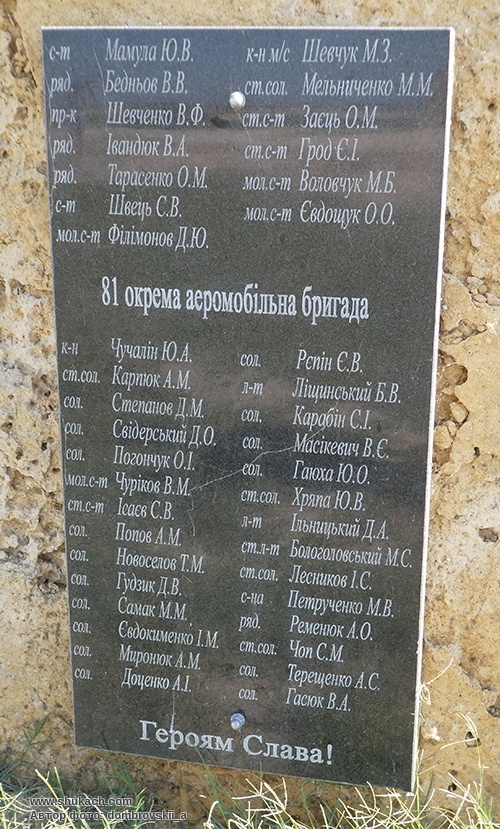 с-т Мамула Ю.В.
ряд. Бедньов В.В.
пр-к Шевченко В.Ф.
ряд. Івандюк В.А.
ряд. Тарасенко О.М.
с-т Швець С.В.
мол.с-т Філімонов Д.Ю.
к-н м/с Шевчук М.З.
ст.сол. Мельниченко М.М.
ст.с-т Заєць О.М.
ст.с-т Грод Є.І.
мол.с-т Воловчук М.Б.
мол.с-т Євдощук О.О.
81 окрема аеромобільна бригада
к-н Чучалін Ю.А.
ст.сол. Карпюк А.М.
сол. Степанов Д.М.
сол. Свідерський Д.О.
сол. Погончук О.І.
мол.с-т Чуріков В.М.
ст.с-т Ісаєв С.В.
сол. Попов А.М.
сол. Новоселов Т.М.
сол. Гудзик Д.В.
сол. Самак М.М.
сол. Євдокименко І.М.
сол. Миронюк А.М.
сол. Доценко А.І.
сол. Рєпін Є.В.
л-т Ліщинський Б.В.
сол. Карабін С.І.
сол. Масікевич В.Є.
сол. Гаюха Ю.О.
ст.сол. Хряпа Ю.В.
л-т Ільницький Д.А.
ст.л-т Бологоловський М.С.
ст.сол. Лесников І.С.
с-на Петрученко М.В.
ряд. Ременюк А.О.
ст.сол. Чоп С.М.
сол. Терещенко А.С.
сол. Гасюк В.А.
Героям Слава!
www.shukach.com
Автор фото: dombrovskii_a